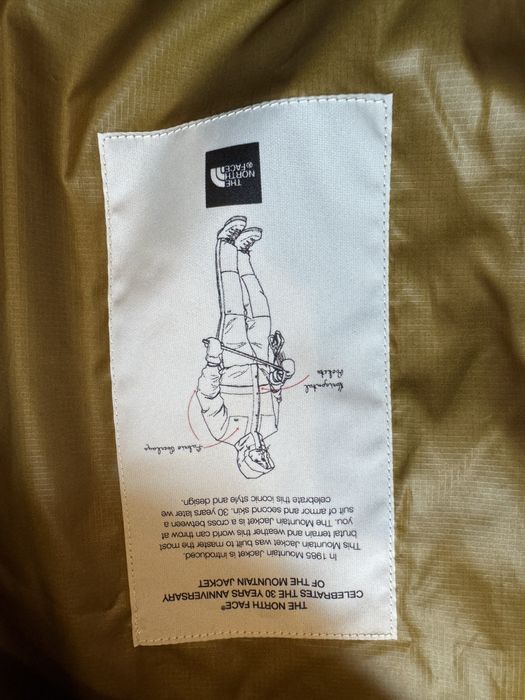 THE NORTH FACE®
CELEBRATES THE 30 YEARS ANNIVERSARY
OF THE MOUNTAIN JACKET
In 1985 Mountain Jacket is introduced.
This Mountain Jacket was built to master the most
brutal terrain and weather this world can throw at
you. The Mountain Jacket is a cross between a
suit of armor and second skin. 30 years later we
celebrate this iconic style and design.
Fabric Overlays
Pockets
THE
NORTH
FACE®